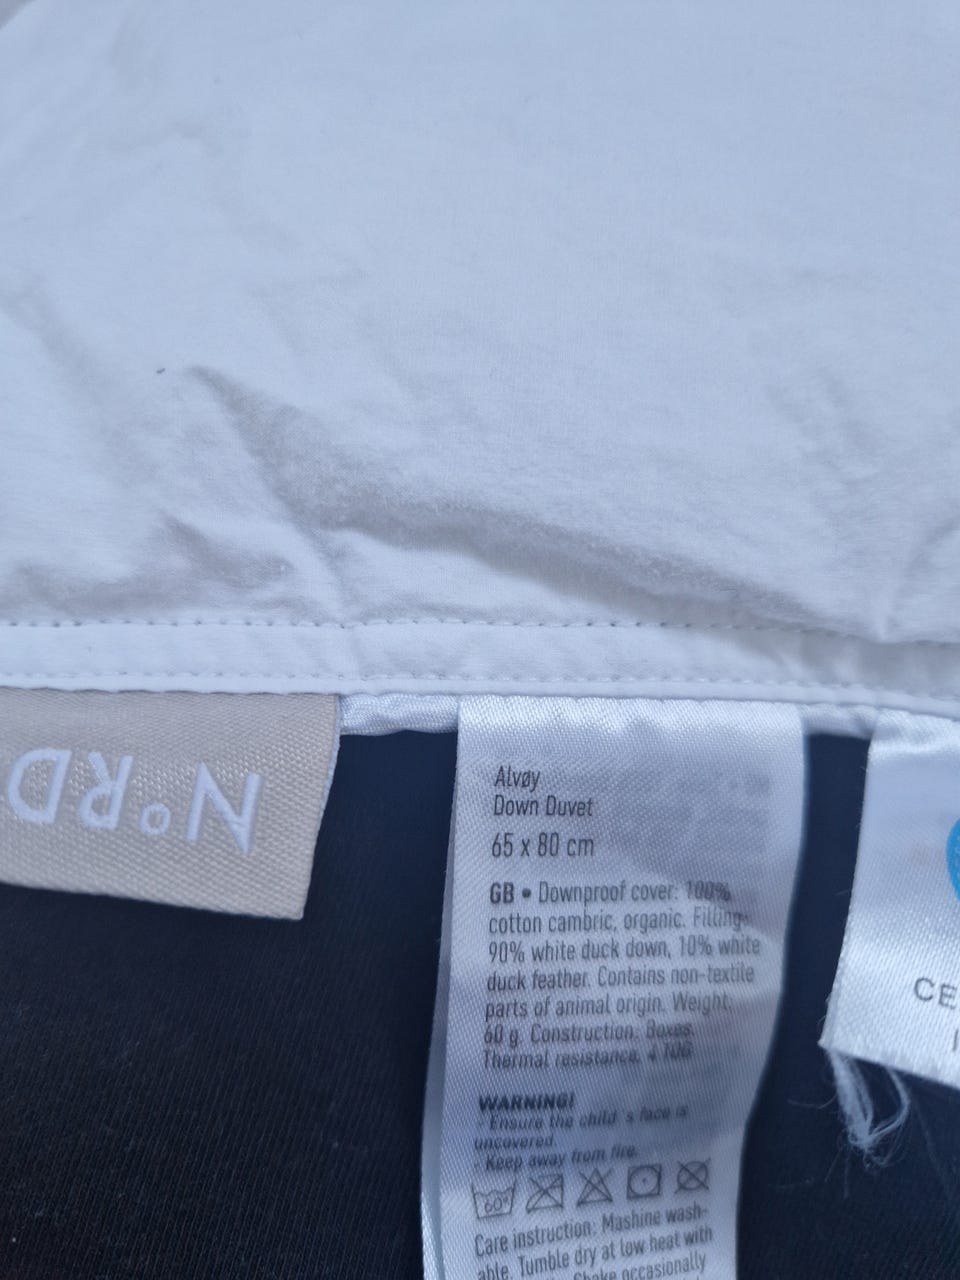 N°RD
Alvøy
Down Duvet
65 x 80 cm
GB • Downproof cover: 100%
cotton cambric, organic. Filling:
90% white duck down, 10% white
duck feather. Contains non-textile
parts of animal origin. Weight:
60 g. Construction: Boxes.
Thermal resistance. 4 TOG
WARNING!
- Ensure the child´s face is
uncovered.
- Keep away from fire.
60°
Care instruction: Mashine wash-
able. Tumble dry at low heat with
Shake occasionally
CE